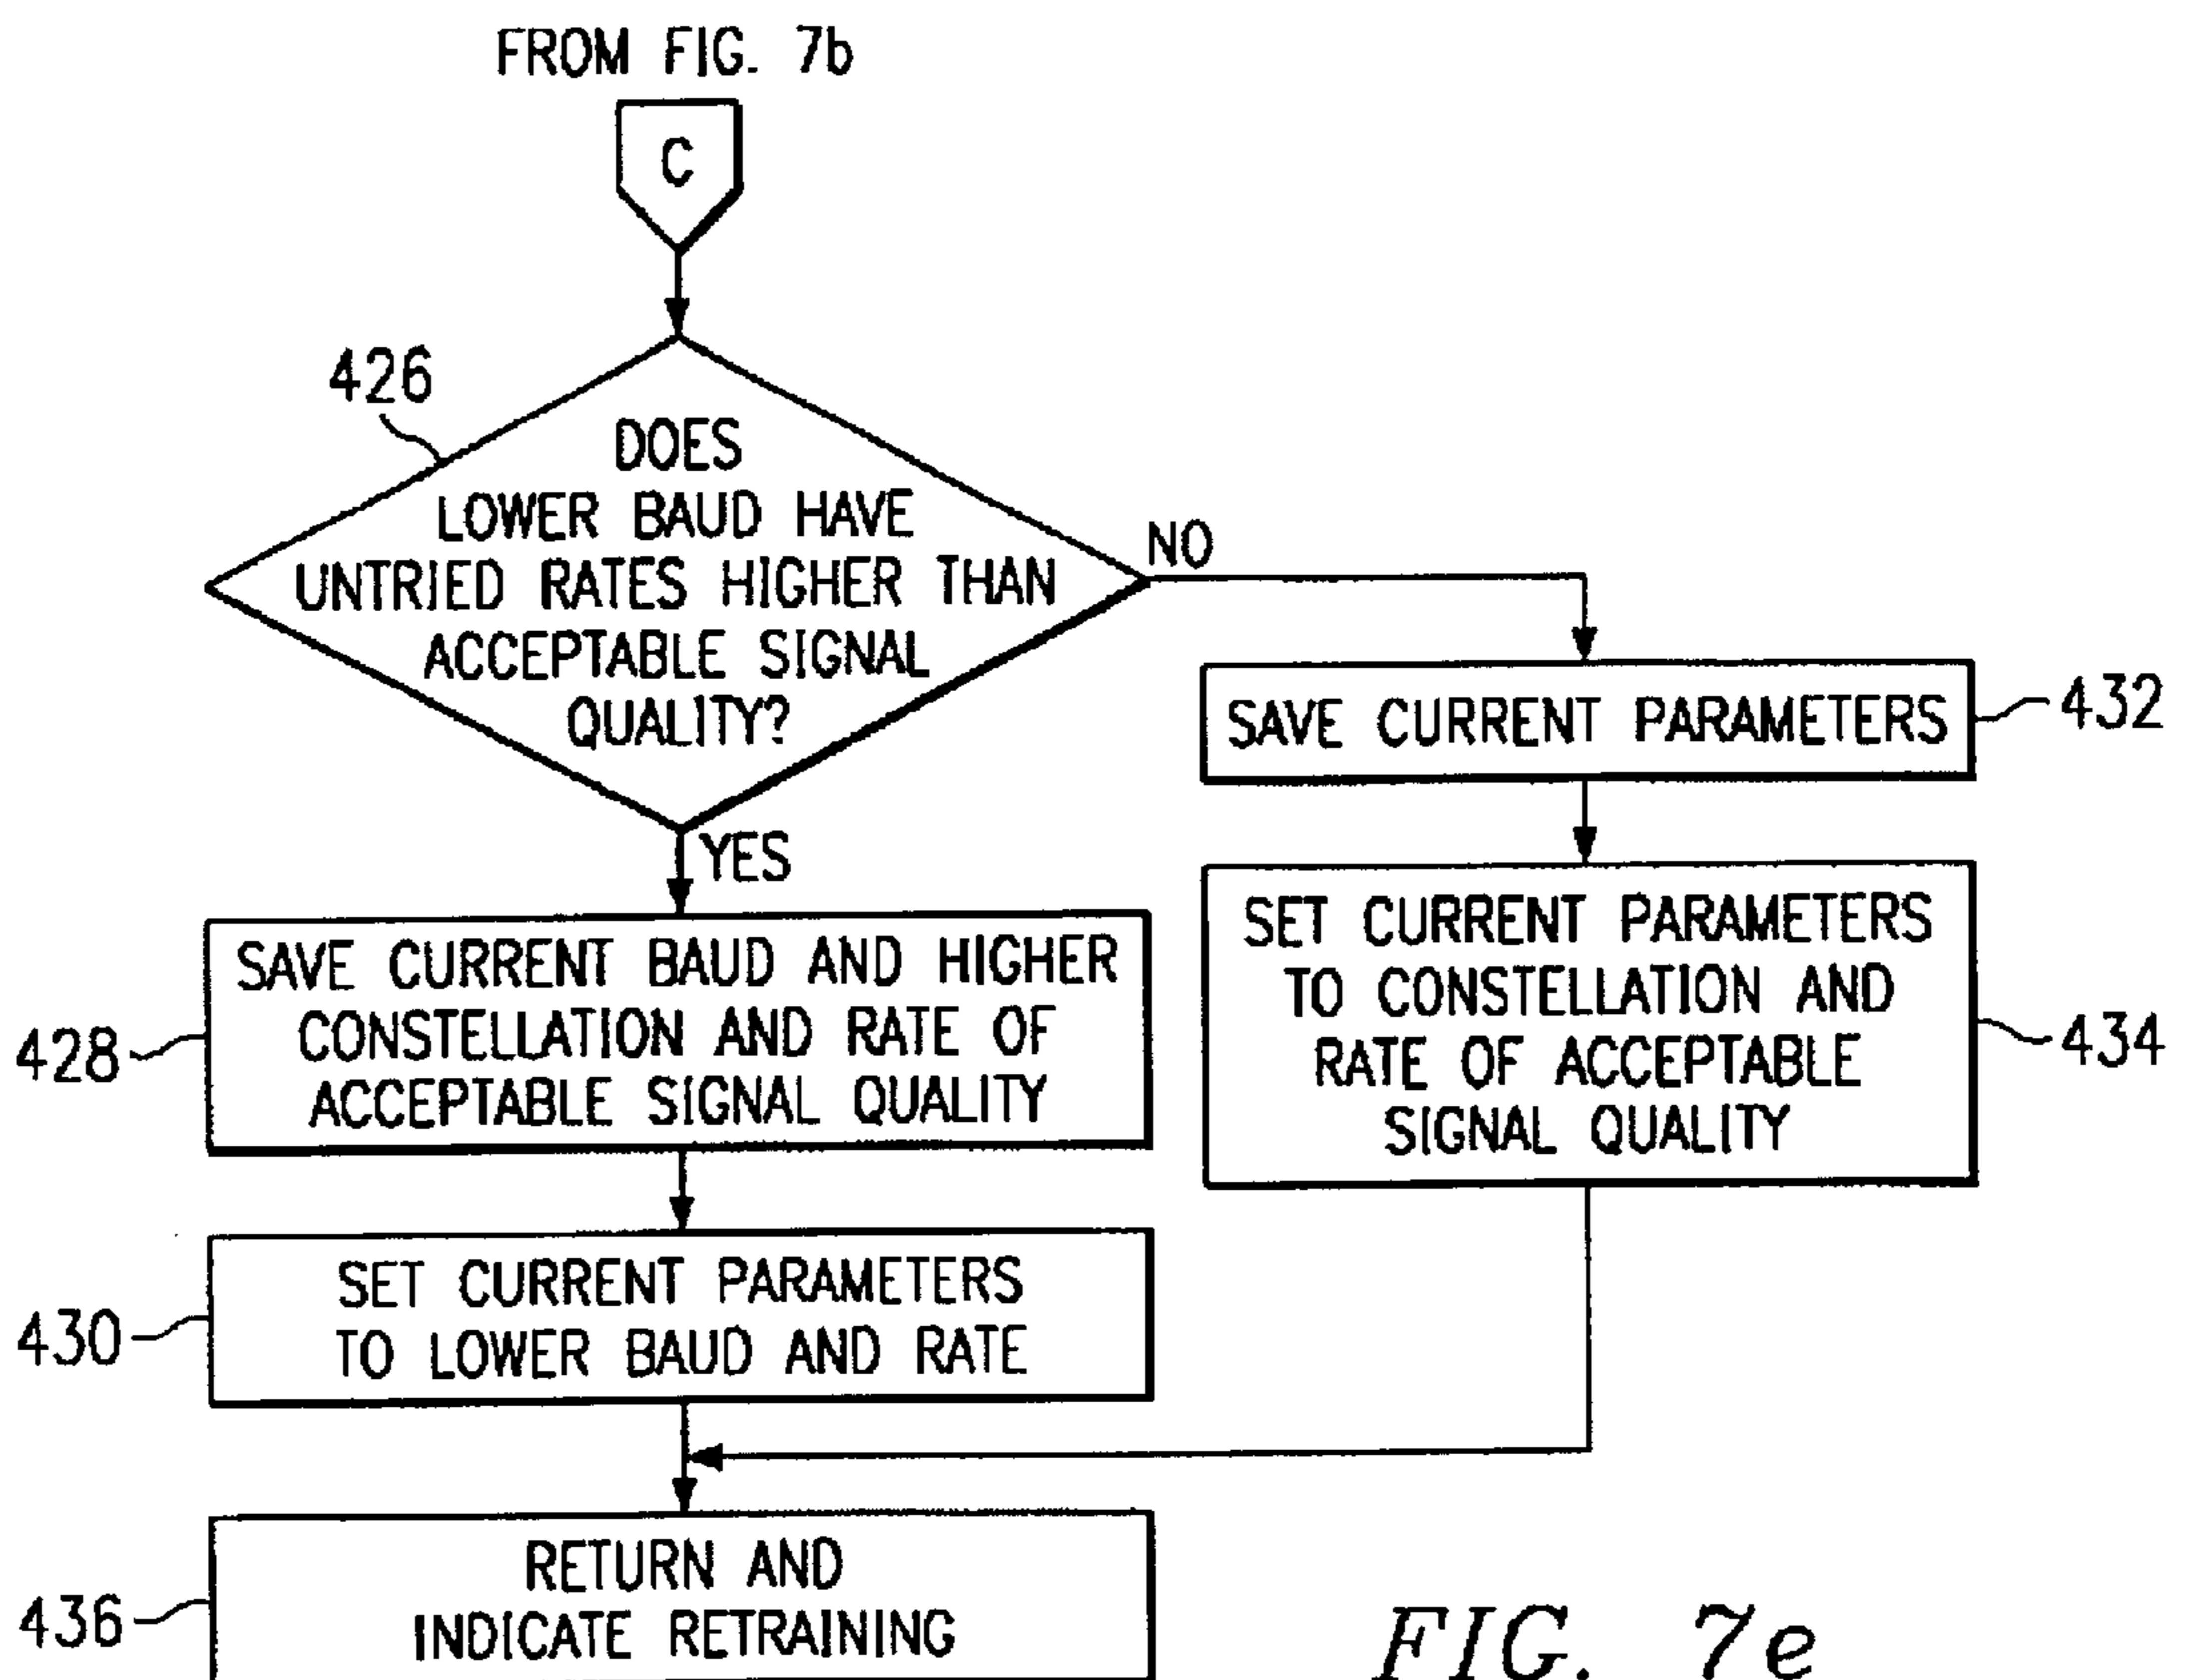 FROM FIG. 7b
C
426
DOES
LOWER BAUD HAVE
UNTRIED RATES HIGHER THAN
ACCEPTABLE SIGNAL
QUALITY?
NO
YES
SAVE CURRENT PARAMETERS
432
SET CURRENT PARAMETERS
TO CONSTELLATION AND
RATE OF ACCEPTABLE
SIGNAL QUALITY
434
SAVE CURRENT BAUD AND HIGHER
CONSTELLATION AND RATE OF
ACCEPTABLE SIGNAL QUALITY
428
SET CURRENT PARAMETERS
TO LOWER BAUD AND RATE
430
RETURN AND
INDICATE RETRAINING
436
FIG. 7e